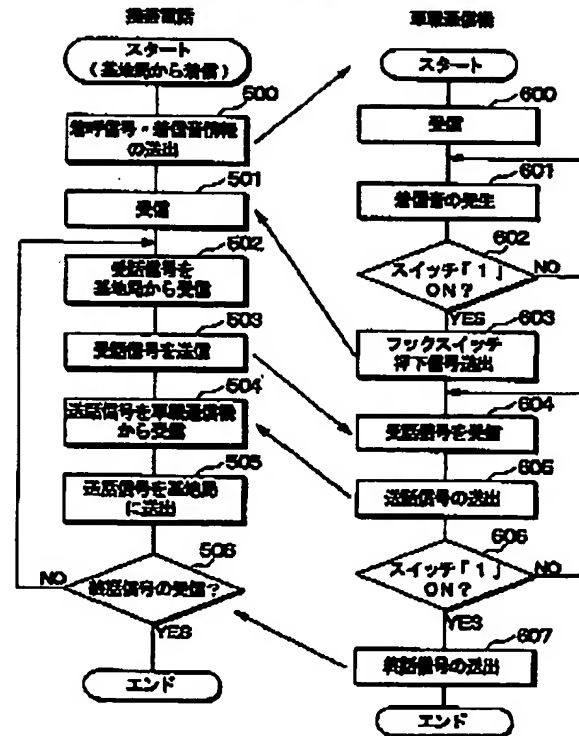 携帯電話
スタート
(基地局から着信)
500
着呼信号・着信音情報
の送出
501
受信
502
受話信号を
基地局から受信
503
受話信号を送信
504
送話信号を車載通信機
から受信
505
送話信号を基地局
に送出
506
終話信号の受信?
NO
YES
エンド
車載通信機
スタート
600
受信
601
着信音の発生
602
スイッチ「1」
ON?
NO
YES
603
フックスイッチ
押下信号送出
604
受話信号を受信
605
送話信号の送出
606
スイッチ「1」
ON?
NO
YES
607
終話信号の送出
エンド